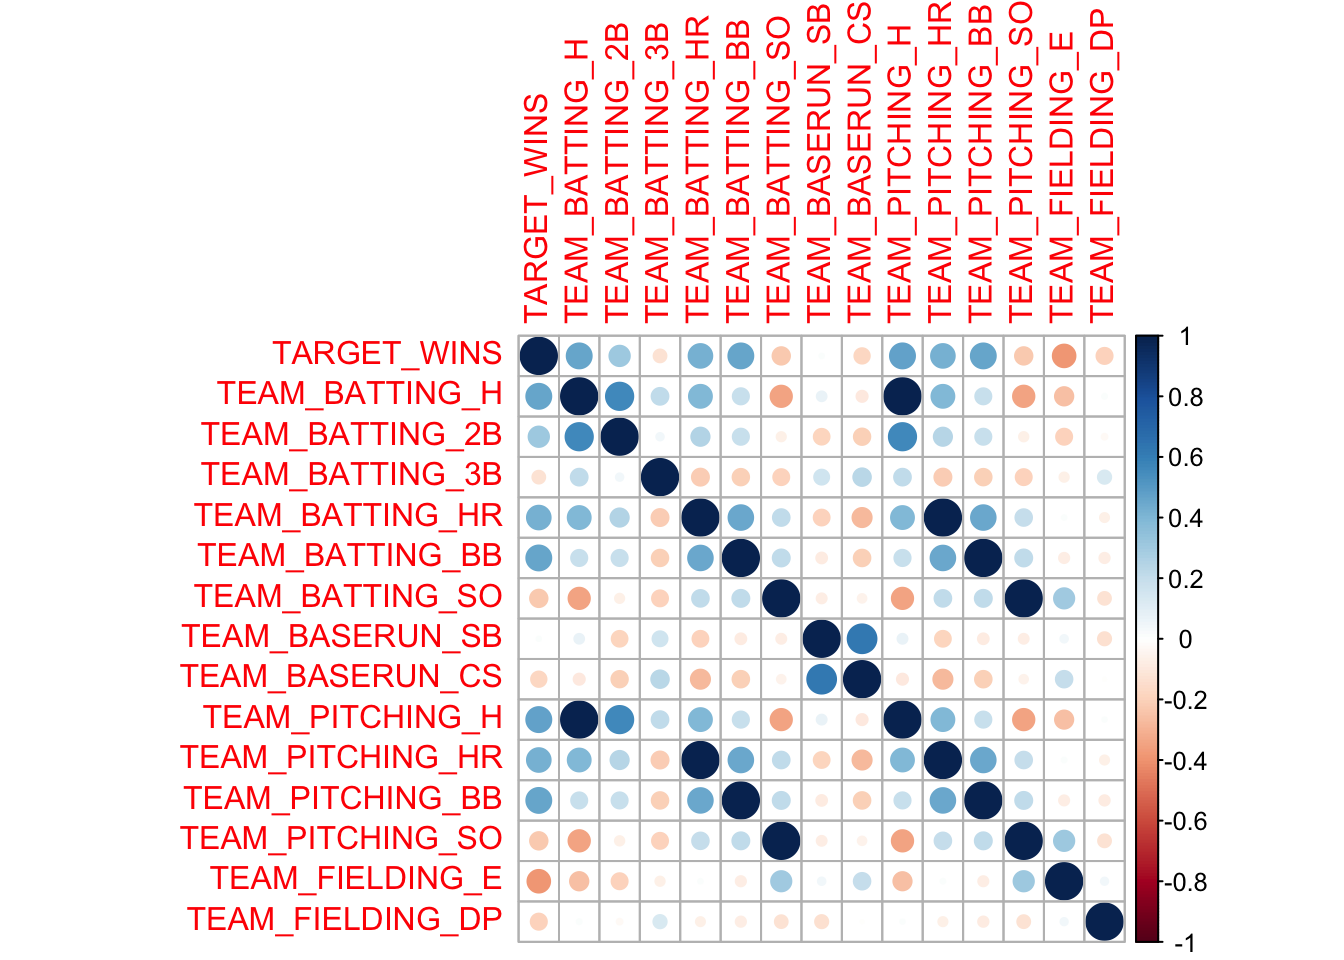 TARGET_WINS
TEAM_BATTING_H
TEAM_BATTING_2B
TEAM_BATTING_3B
TEAM_BATTING_HR
TEAM_BATTING_BB
TEAM_BATTING_SO
TEAM_BASERUN_SB
TEAM_BASERUN_CS
TEAM_PITCHING_H
TEAM_PITCHING_HR
TEAM_PITCHING_BB
TEAM_PITCHING_SO
TEAM_FIELDING_E
TEAM_FIELDING_DP
TARGET_WINS
TEAM_BATTING_H
TEAM_BATTING_2B
TEAM_BATTING_3B
TEAM_BATTING_HR
TEAM_BATTING_BB
TEAM_BATTING_SO
TEAM_BASERUN_SB
TEAM_BASERUN_CS
TEAM_PITCHING_H
TEAM_PITCHING_HR
TEAM_PITCHING_BB
TEAM_PITCHING_SO
TEAM_FIELDING_E
TEAM_FIELDING_DP
1
0.8
0.6
0.4
0.2
0
-0.2
-0.4
-0.6
-0.8
-1